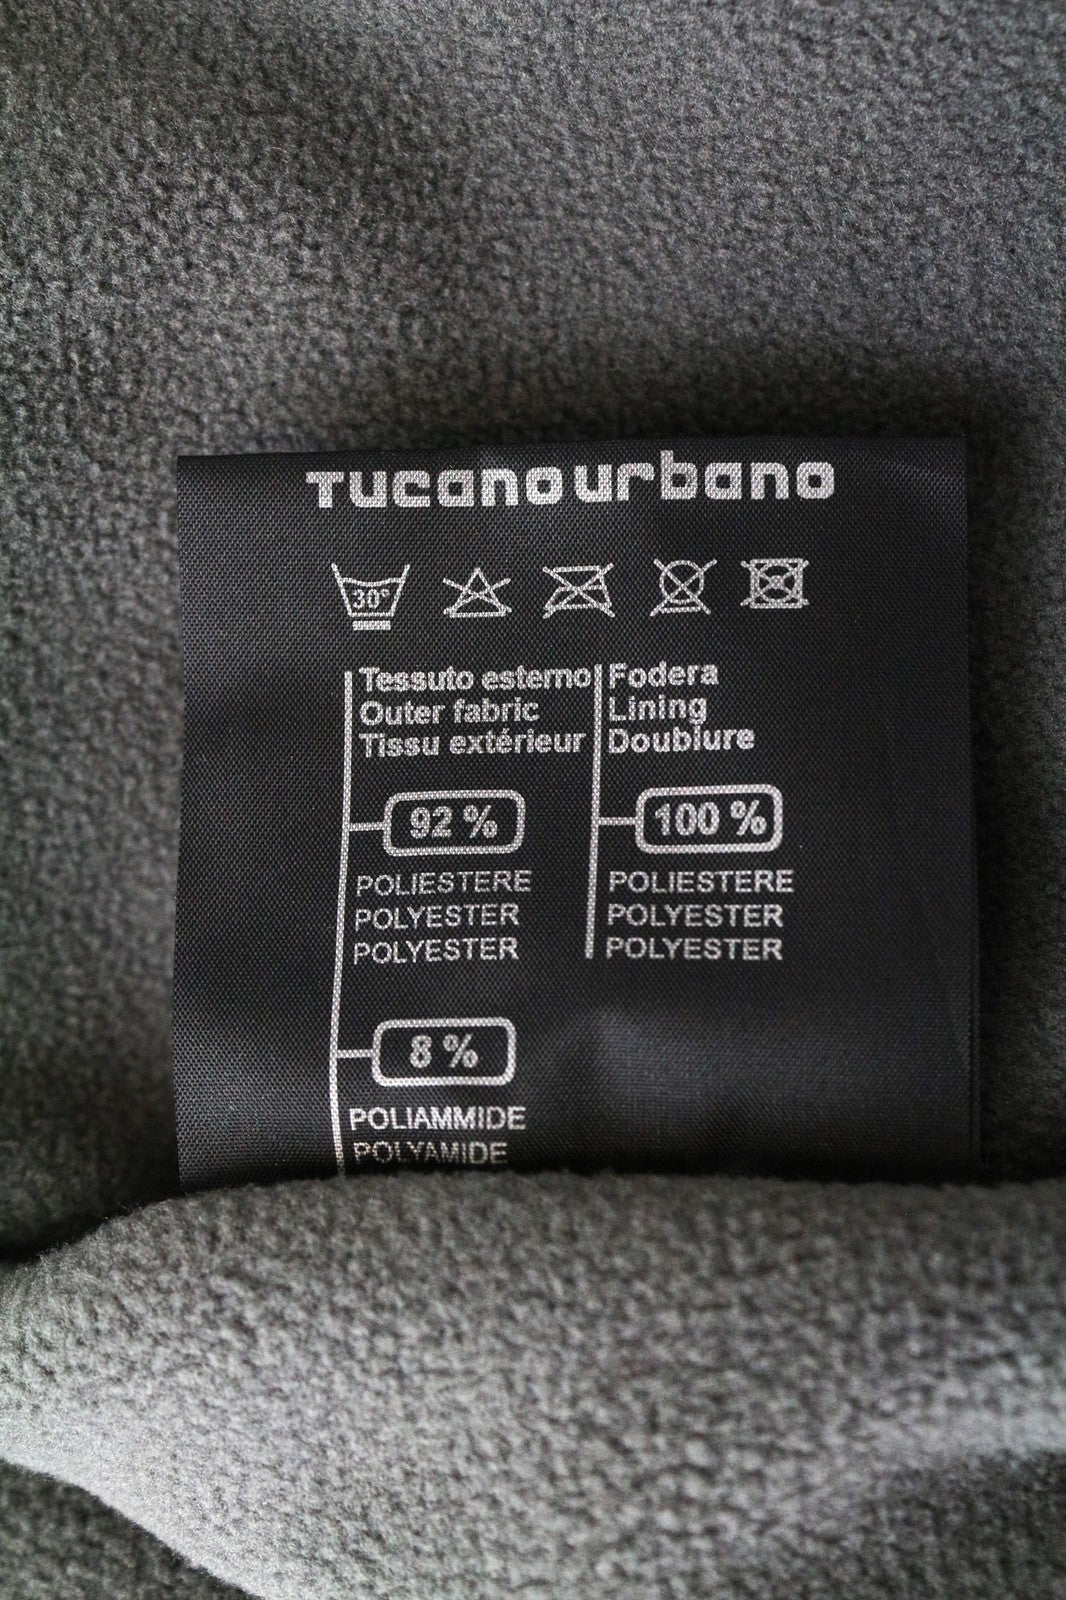 Tucanourbano
30°
Tessuto esterno
Outer fabric
Tissu extérieur
92 %
POLIESTERE
POLYESTER
POLYESTER
8 %
POLIAMMIDE
POLYAMIDE
Fodera
Lining
Doublure
100 %
POLIESTERE
POLYESTER
POLYESTER